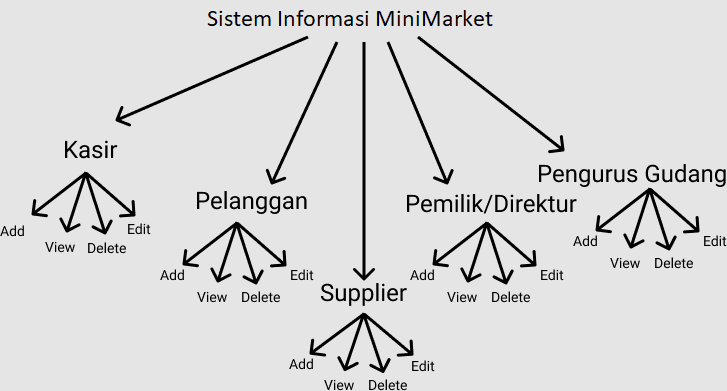 Sistem Informasi MiniMarket
Kasir
Add
View
Delete
Edit
Pelanggan
Add
View
Delete
Edit
Supplier
Add
View
Delete
Edit
Pemilik/Direktur
Add
View
Delete
Edit
Pengurus Gudang
Add
View
Delete
Edit